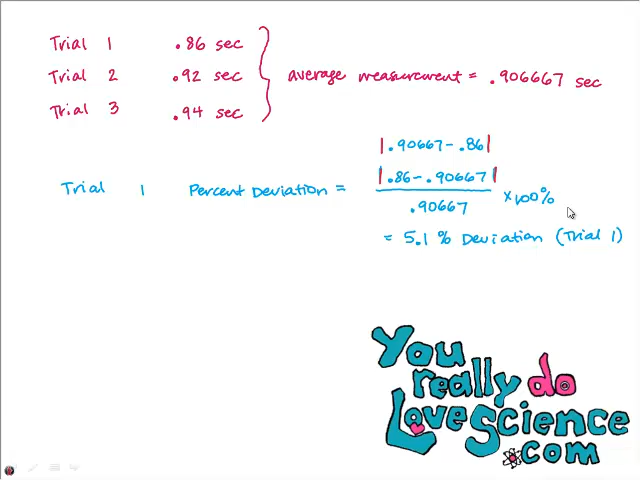 Trial 1 .86 sec
Trial 2 .92 sec
Trial 3 .94 sec
average measurement = .906667 sec
|.90667-.86|
Trial 1 Percent Deviation = |.86-.90667|
.90667
×100%
= 5.1 % Deviation (Trial 1)
You
really do
Love Science
.com